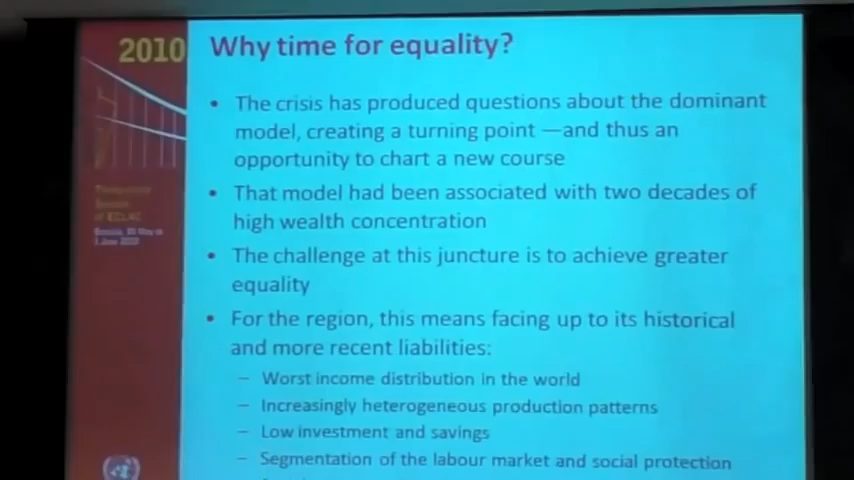 2010
Why time for equality?
• The crisis has produced questions about the dominant
model, creating a turning point —and thus an
opportunity to chart a new course
• That model had been associated with two decades of
high wealth concentration
• The challenge at this juncture is to achieve greater
equality
• For the region, this means facing up to its historical
and more recent liabilities:
– Worst income distribution in the world
– Increasingly heterogeneous production patterns
– Low investment and savings
– Segmentation of the labour market and social protection
of ECLAC